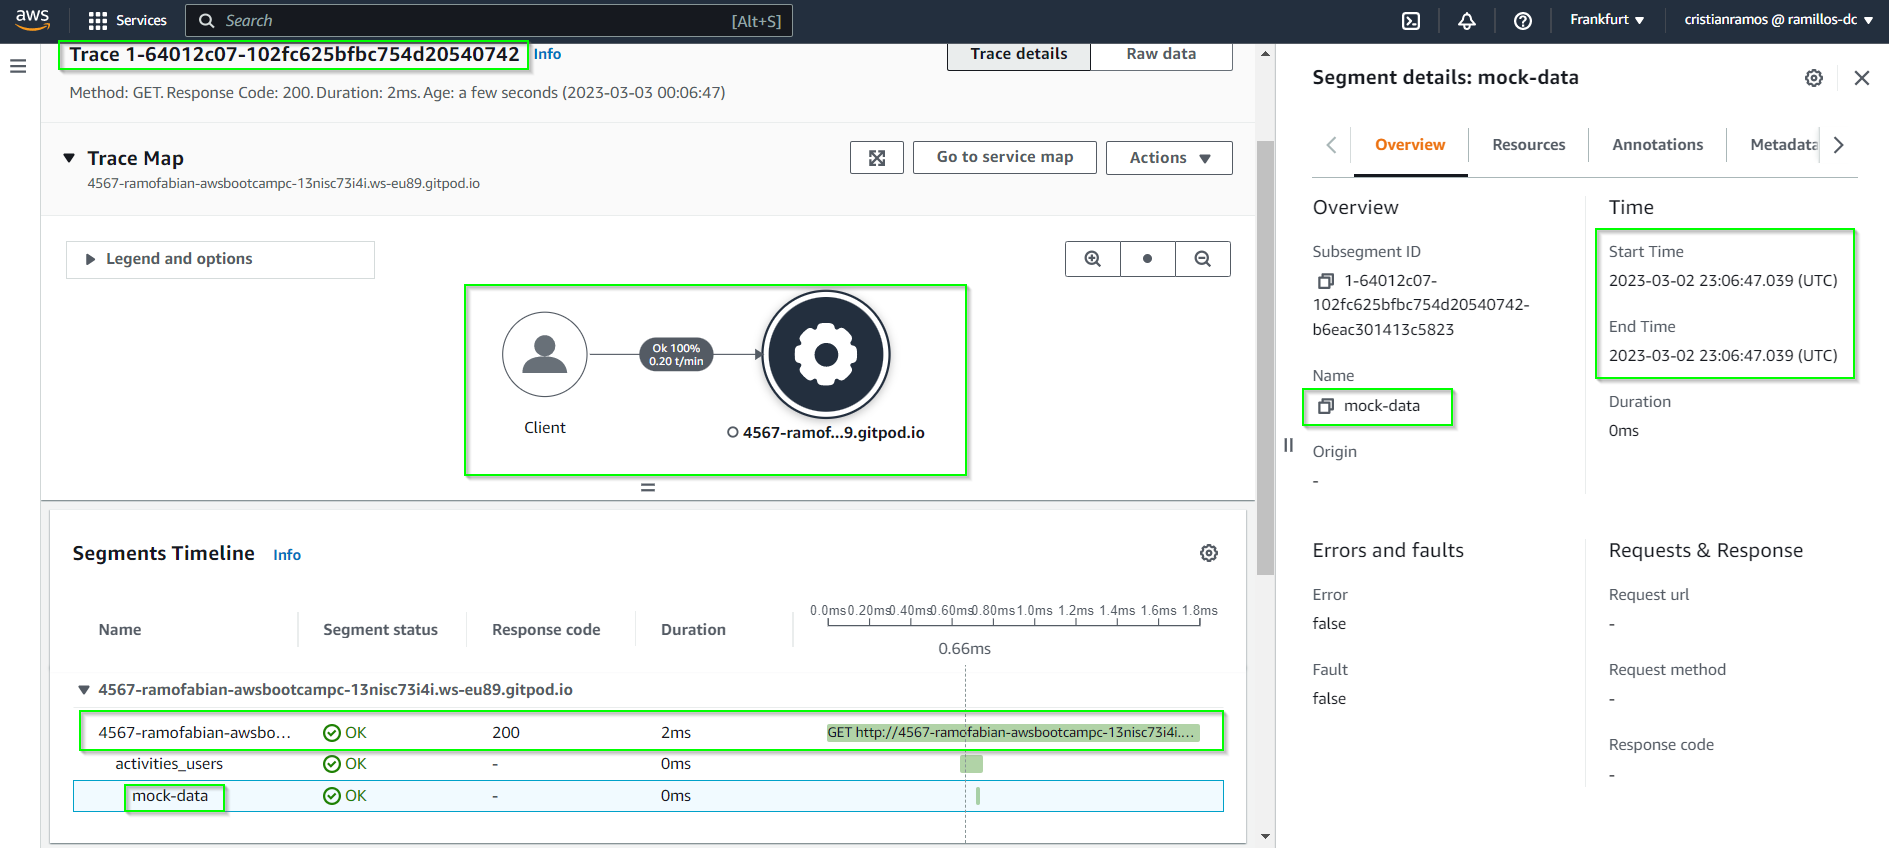 aws
Services
Search
[Alt+S]
Frankfurt ▼
cristianramos @ ramillos-dc ▼
Trace 1-64012c07-102fc625bfbc754d20540742
Info
Trace details
Raw data
Method: GET. Response Code: 200. Duration: 2ms. Age: a few seconds (2023-03-03 00:06:47)
Trace Map
4567-ramofabian-awsbootcampc-13nisc73i4i.ws-eu89.gitpod.io
Go to service map
Actions ▼
Legend and options
Ok 100%
0.20 t/min
Client
4567-ramof...9.gitpod.io
Segments Timeline
Info
Name
Segment status
Response code
Duration
0.0ms 0.20ms 0.40ms 0.60ms 0.80ms 1.0ms 1.2ms 1.4ms 1.6ms 1.8ms
0.66ms
4567-ramofabian-awsbootcampc-13nisc73i4i.ws-eu89.gitpod.io
4567-ramofabian-awsbo... OK 200 2ms GET http://4567-ramofabian-awsbootcampc-13nisc73i4i....
activities_users OK - 0ms
mock-data OK - 0ms
Segment details: mock-data
Overview
Resources
Annotations
Metadata
Overview
Subsegment ID
1-64012c07-
102fc625bfbc754d20540742-
b6eac301413c5823
Name
mock-data
Origin
-
Time
Start Time
2023-03-02 23:06:47.039 (UTC)
End Time
2023-03-02 23:06:47.039 (UTC)
Duration
0ms
Errors and faults
Error
false
Fault
false
Requests & Response
Request url
-
Request method
-
Response code
-